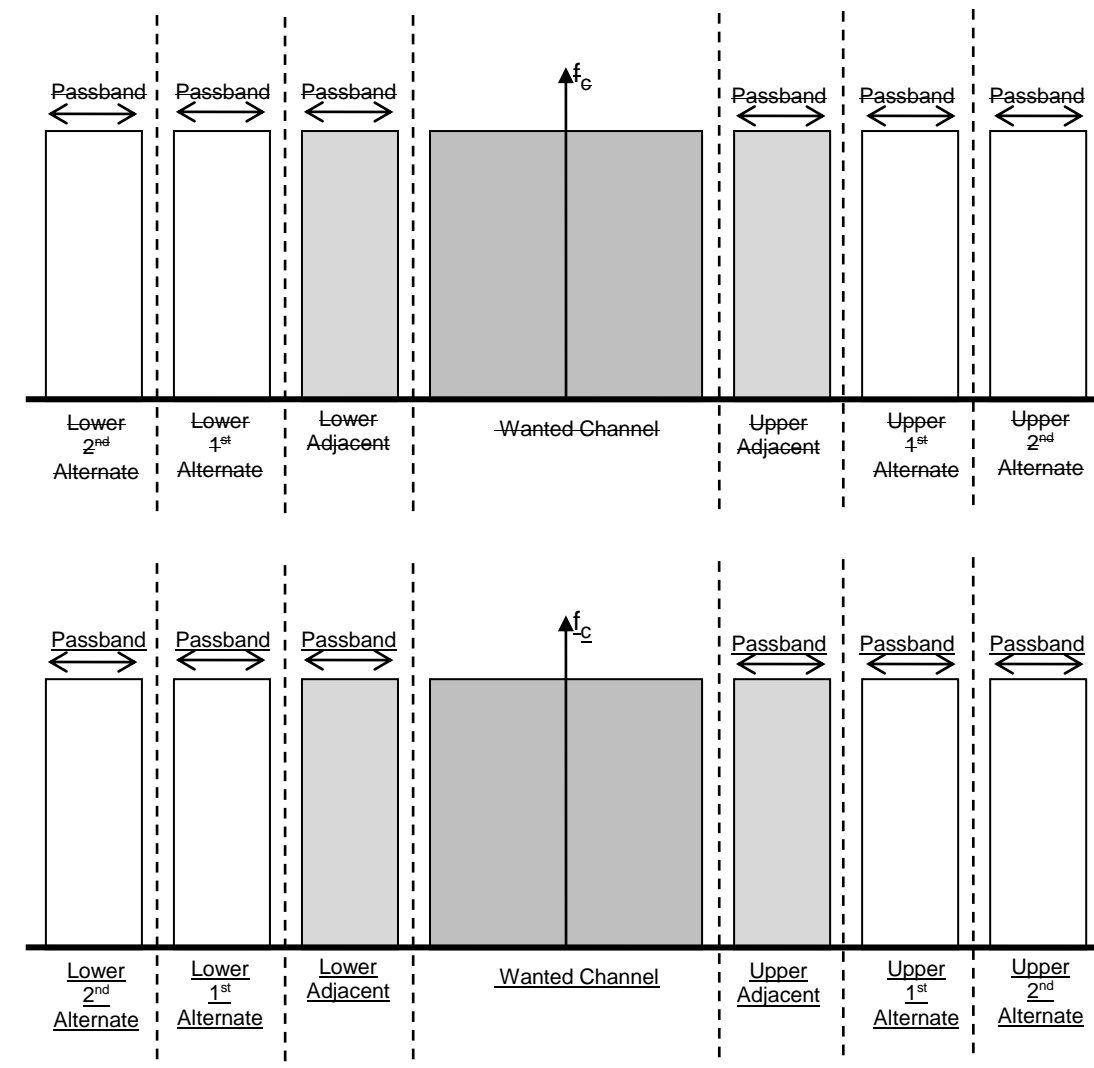 Passband Passband Passband fc Passband Passband Passband
Lower Lower Lower Wanted Channel Upper Upper Upper
2nd 1st Adjacent Adjacent 1st 2nd
Alternate Alternate Alternate Alternate
Passband Passband Passband fc Passband Passband Passband
Lower Lower Lower Wanted Channel Upper Upper Upper
2nd 1st Adjacent Adjacent 1st 2nd
Alternate Alternate Alternate Alternate